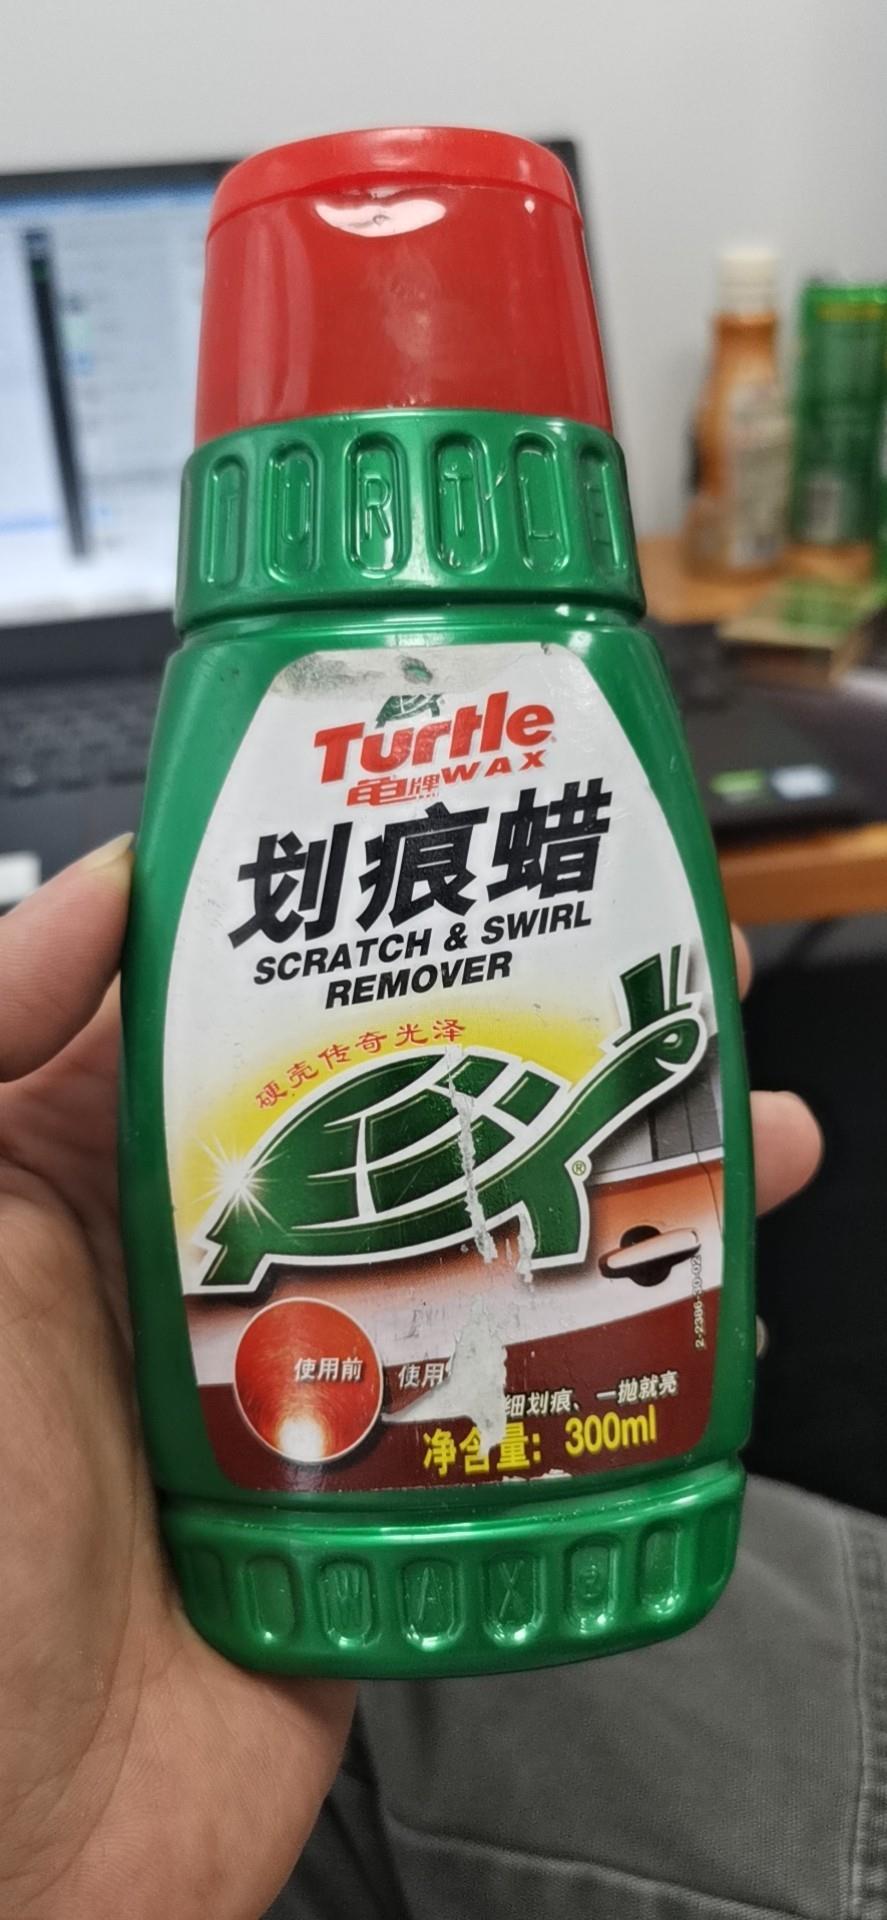 TURTLE
Turtle
龟牌WAX
划痕蜡
SCRATCH & SWIRL
REMOVER
硬壳传奇光泽
®
使用前
使用
细划痕、一抛就亮
净含量：300ml
WAX